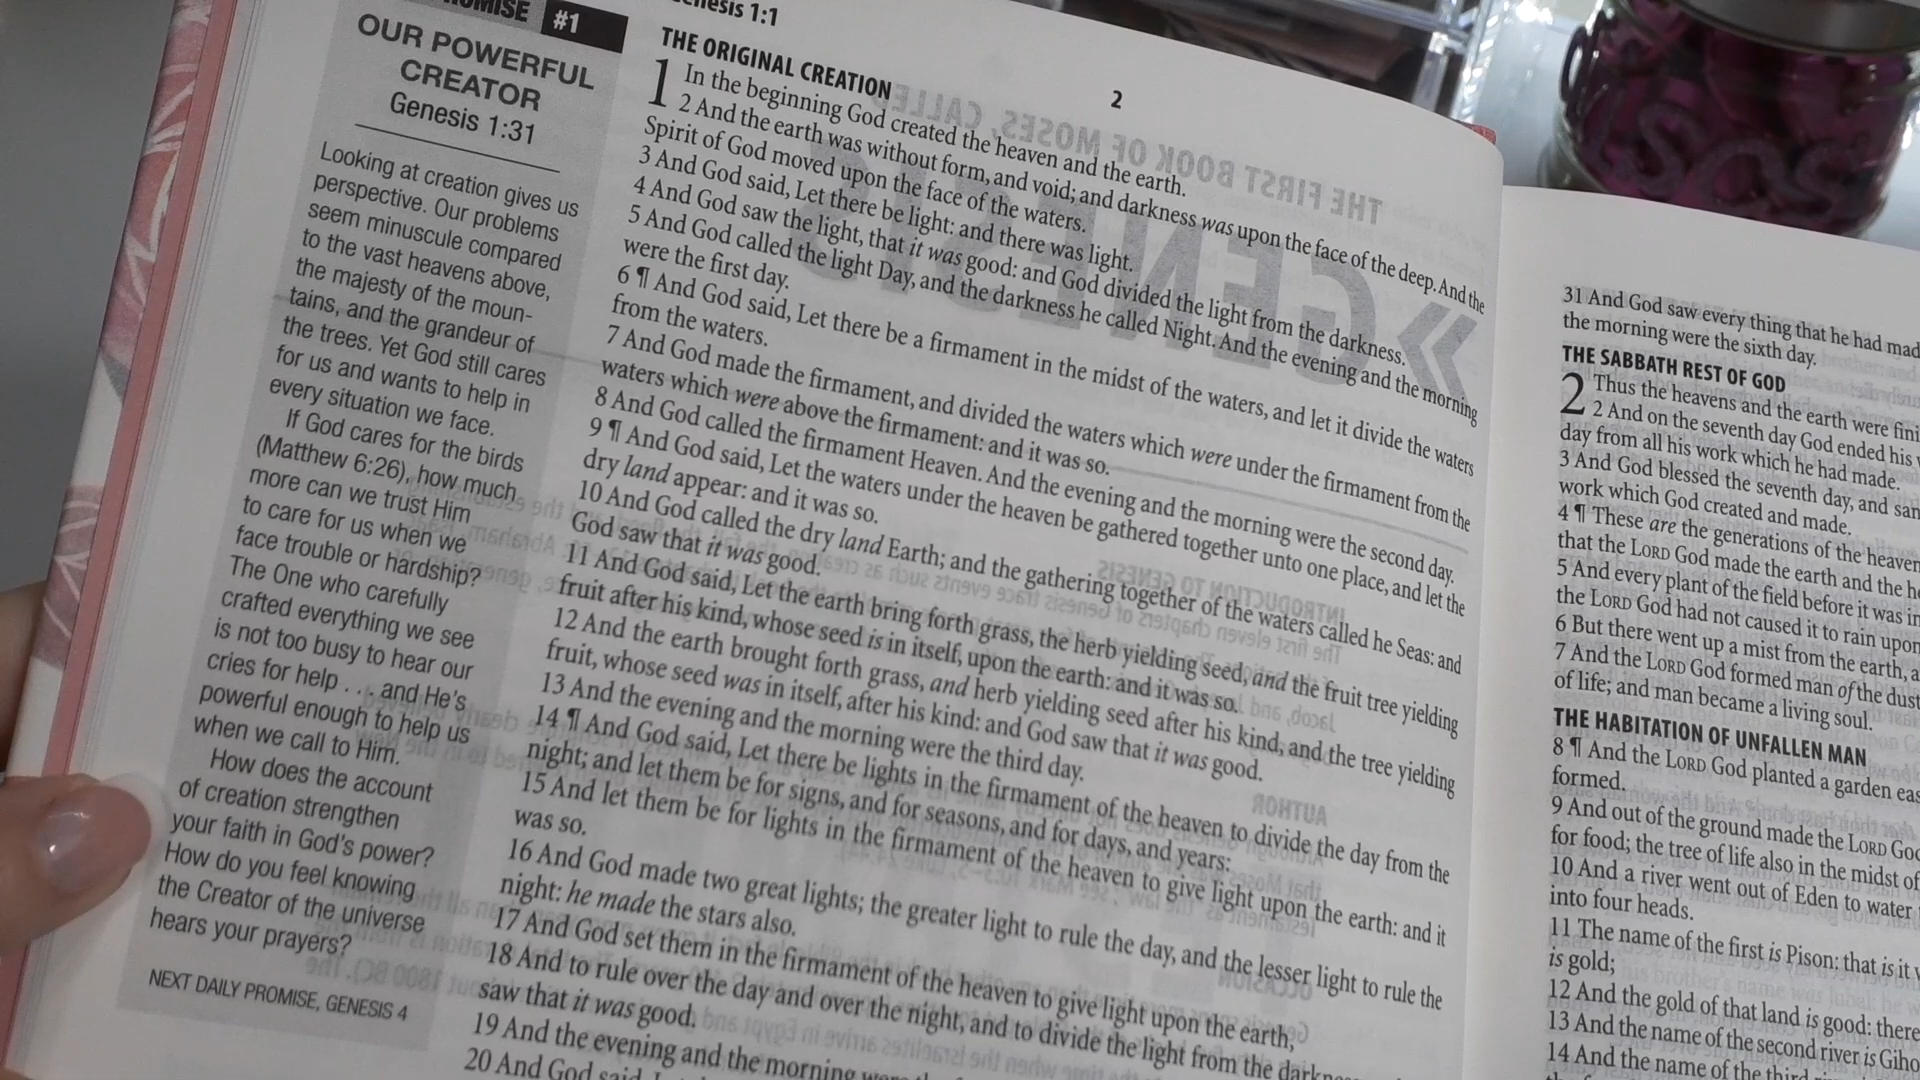 #1
OUR POWERFUL
CREATOR
Genesis 1:31
Looking at creation gives us
perspective. Our problems
seem minuscule compared
to the vast heavens above,
the majesty of the moun-
tains, and the grandeur of
the trees. Yet God still cares
for us and wants to help in
every situation we face.
If God cares for the birds
(Matthew 6:26), how much
more can we trust Him
to care for us when we
face trouble or hardship?
The One who carefully
crafted everything we see
is not too busy to hear our
cries for help . . . and He's
powerful enough to help us
when we call to Him.
How does the account
of creation strengthen
your faith in God's power?
How do you feel knowing
the Creator of the universe
hears your prayers?
NEXT DAILY PROMISE, GENESIS 4
1:1
2
THE ORIGINAL CREATION
1 In the beginning God created the heaven and the earth.
2 And the earth was without form, and void; and darkness was upon the face of the deep. And the
Spirit of God moved upon the face of the waters.
3 And God said, Let there be light: and there was light.
4 And God saw the light, that it was good: and God divided the light from the darkness.
5 And God called the light Day, and the darkness he called Night. And the evening and the morning
were the first day.
6 ¶ And God said, Let there be a firmament in the midst of the waters, and let it divide the waters
from the waters.
7 And God made the firmament, and divided the waters which were under the firmament from the
waters which were above the firmament: and it was so.
8 And God called the firmament Heaven. And the evening and the morning were the second day.
9 ¶ And God said, Let the waters under the heaven be gathered together unto one place, and let the
dry land appear: and it was so.
10 And God called the dry land Earth; and the gathering together of the waters called he Seas: and
God saw that it was good.
11 And God said, Let the earth bring forth grass, the herb yielding seed, and the fruit tree yielding
fruit after his kind, whose seed is in itself, upon the earth: and it was so.
12 And the earth brought forth grass, and herb yielding seed after his kind, and the tree yielding
fruit, whose seed was in itself, after his kind: and God saw that it was good.
13 And the evening and the morning were the third day.
14 ¶ And God said, Let there be lights in the firmament of the heaven to divide the day from the
night; and let them be for signs, and for seasons, and for days, and years:
15 And let them be for lights in the firmament of the heaven to give light upon the earth: and it
was so.
16 And God made two great lights; the greater light to rule the day, and the lesser light to rule the
night: he made the stars also.
17 And God set them in the firmament of the heaven to give light upon the earth,
18 And to rule over the day and over the night, and to divide the light from the
saw that it was good.
19 And the evening and the morning
20 And God said,
31 And God saw every thing that he had
the morning were the sixth day.
THE SABBATH REST OF GOD
2 Thus the heavens and the earth were
2 And on the seventh day God ended his
day from all his work which he had made.
3 And God blessed the seventh day, and
work which God created and made.
4 ¶ These are the generations of the
that the LORD God made the earth and the
5 And every plant of the field before it was
the LORD God had not caused it to rain upon
6 But there went up a mist from the earth,
7 And the LORD God formed man of the dust
of life; and man became a living soul.
THE HABITATION OF UNFALLEN MAN
8 ¶ And the LORD God planted a garden
formed.
9 And out of the ground made the LORD
for food; the tree of life also in the midst of
10 And a river went out of Eden to water
into four heads.
11 The name of the first is Pison: that is it
is gold;
12 And the gold of that land is good: there
13 And the name of the second river is
14 And the name of the